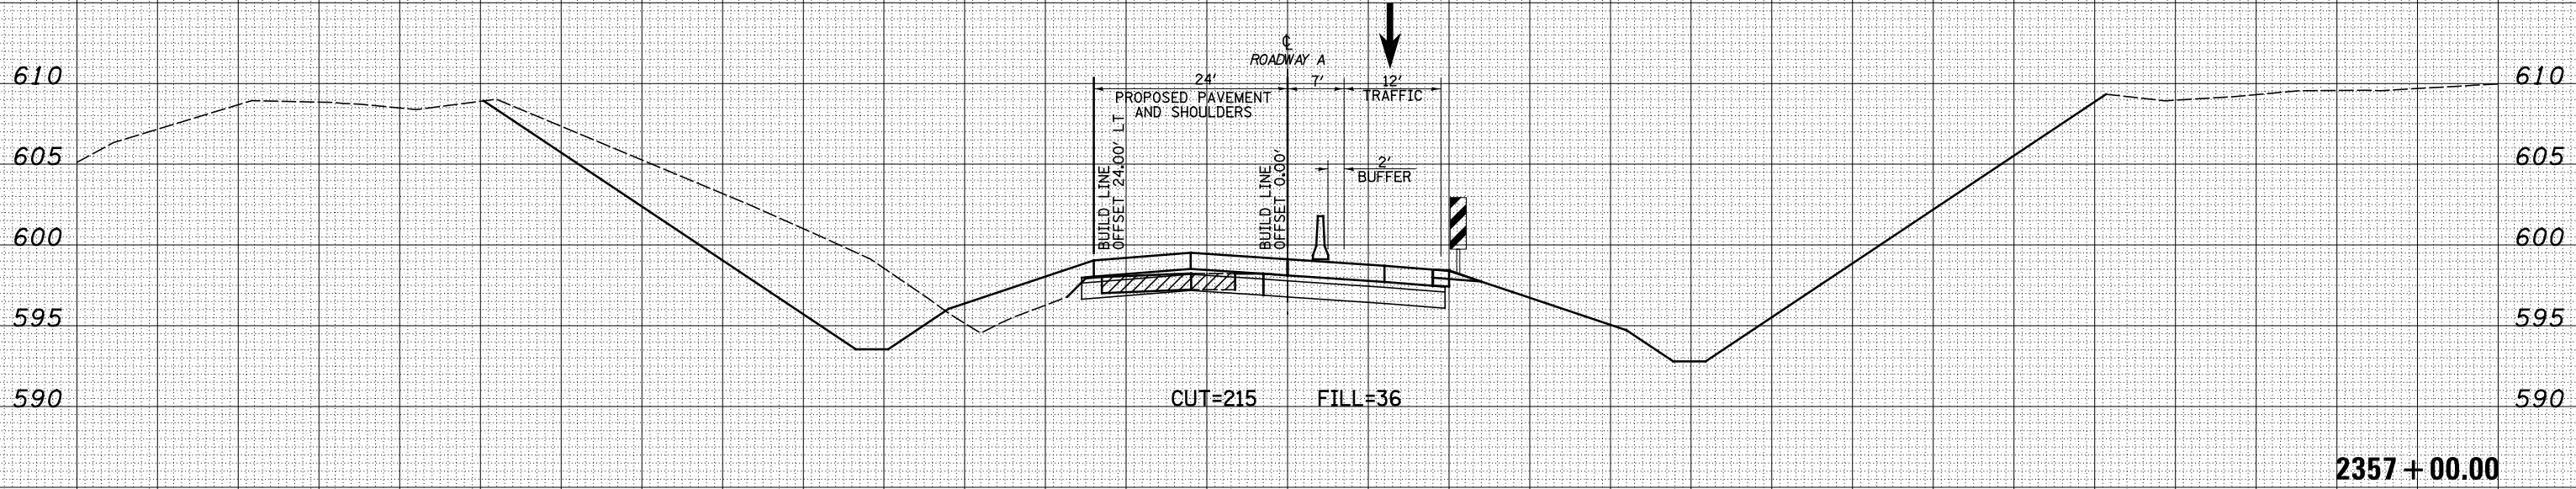 ℄
ROADWAY A
24' 7' 12'
PROPOSED PAVEMENT
AND SHOULDERS
TRAFFIC
610 610
605 605
BUILD LINE
OFFSET 24.00' LT
BUILD LINE
OFFSET 0.00'
2'
BUFFER
600 600
595 595
590 590
CUT=215 FILL=36
2357+00.00